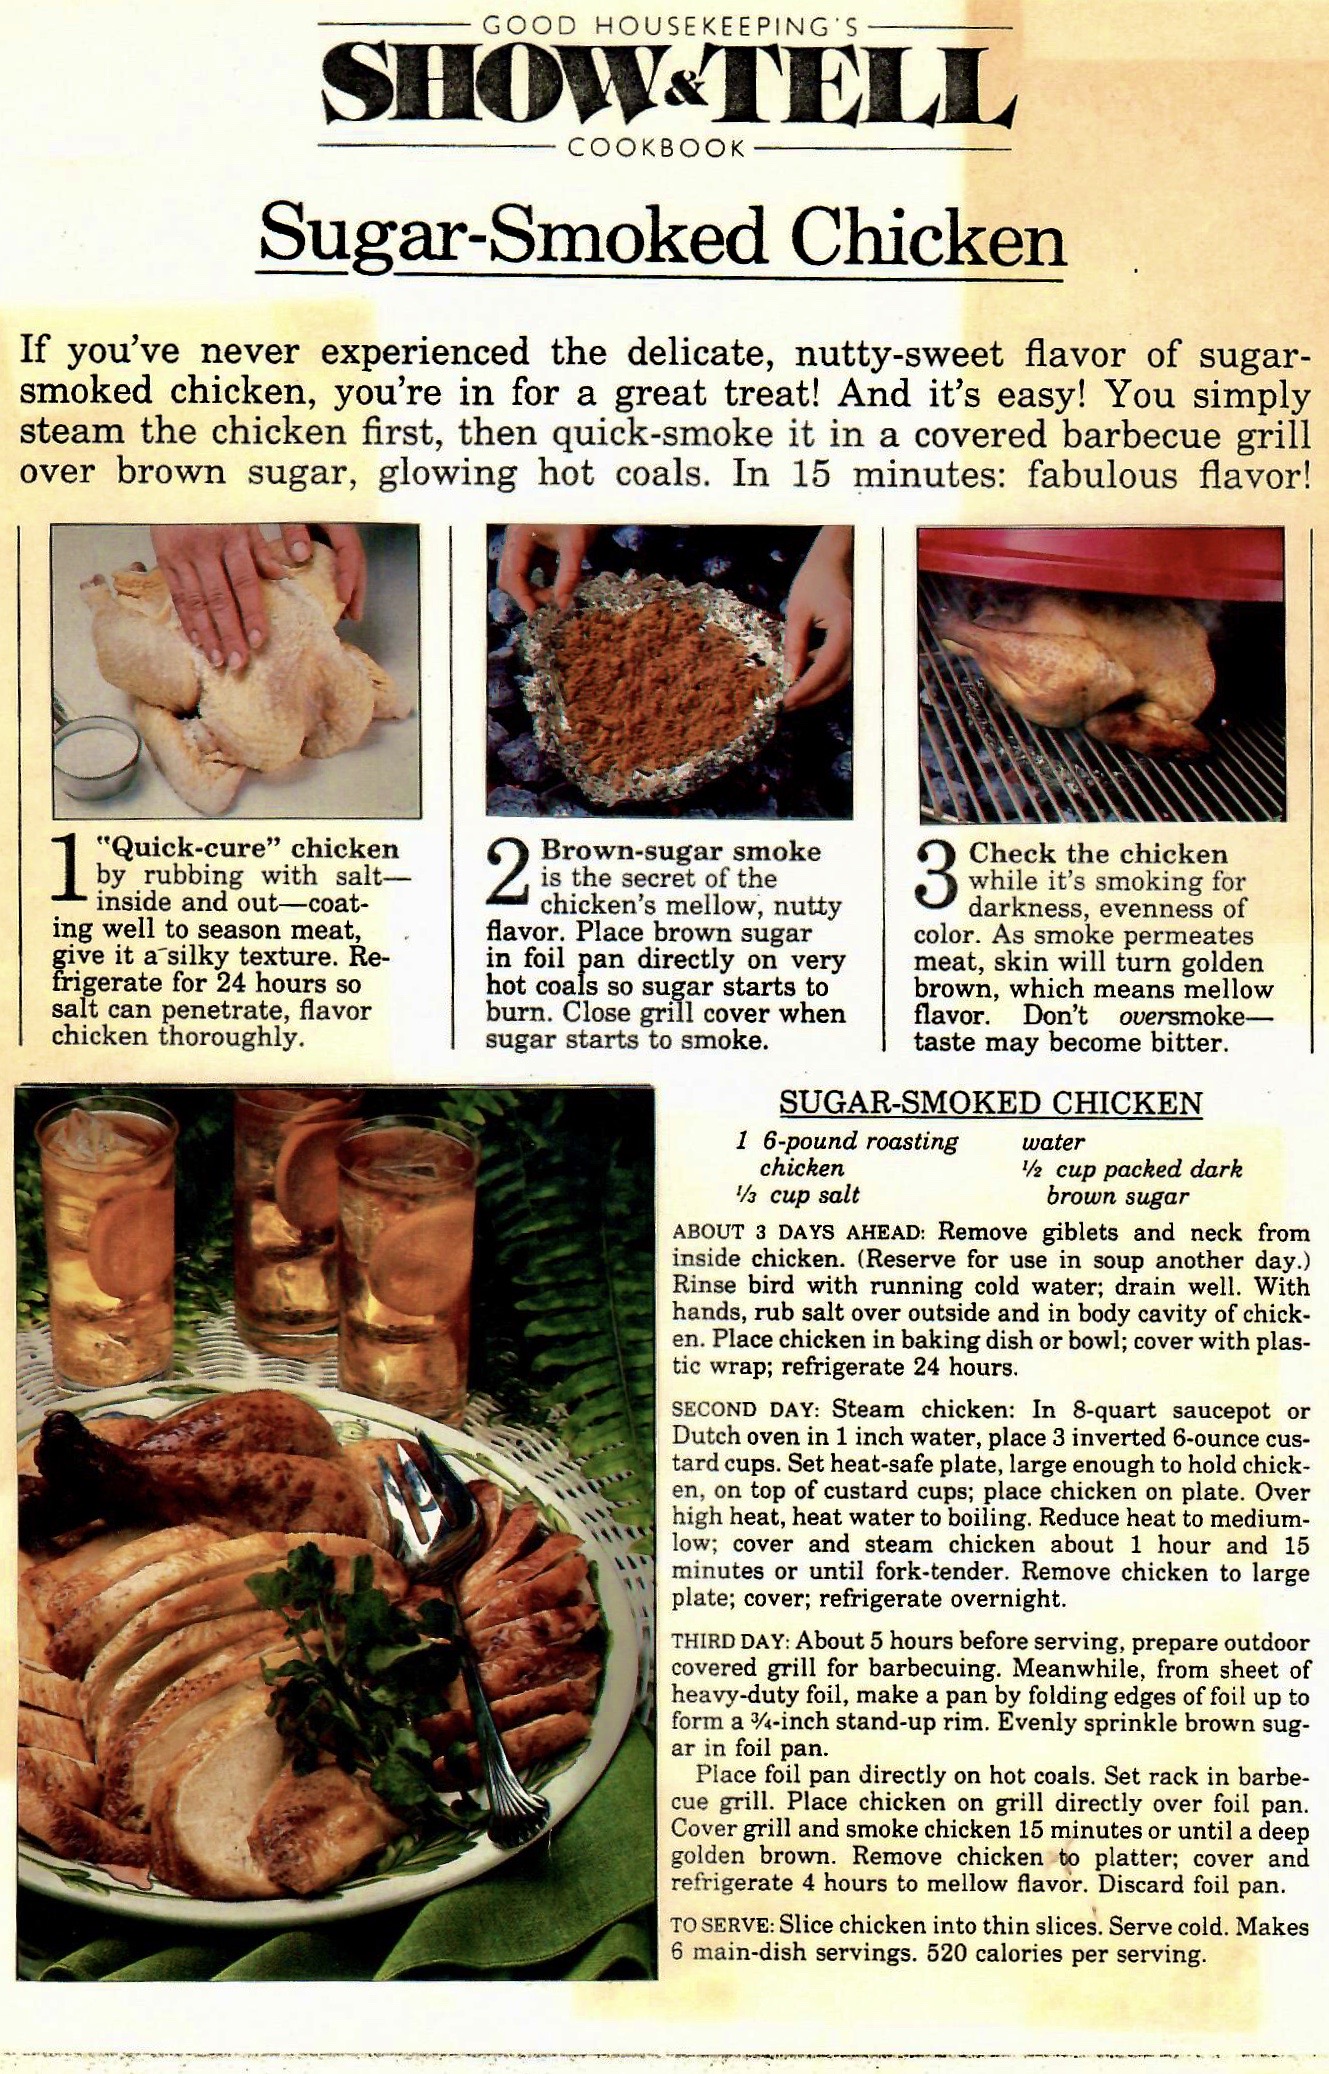 GOOD HOUSEKEEPING'S
SHOW & TELL
COOKBOOK
Sugar-Smoked Chicken
If you've never experienced the delicate, nutty-sweet flavor of sugar-
smoked chicken, you're in for a great treat! And it's easy! You simply
steam the chicken first, then quick-smoke it in a covered barbecue grill
over brown sugar, glowing hot coals. In 15 minutes: fabulous flavor!
1 "Quick-cure" chicken
by rubbing with salt—
inside and out—coat-
ing well to season meat,
give it a silky texture. Re-
frigerate for 24 hours so
salt can penetrate, flavor
chicken thoroughly.
2 Brown-sugar smoke
is the secret of the
chicken's mellow, nutty
flavor. Place brown sugar
in foil pan directly on very
hot coals so sugar starts to
burn. Close grill cover when
sugar starts to smoke.
3 Check the chicken
while it's smoking for
darkness, evenness of
color. As smoke permeates
meat, skin will turn golden
brown, which means mellow
flavor. Don't oversmoke—
taste may become bitter.
SUGAR-SMOKED CHICKEN
1 6-pound roasting
chicken
1/3 cup salt
water
1/2 cup packed dark
brown sugar
ABOUT 3 DAYS AHEAD: Remove giblets and neck from
inside chicken. (Reserve for use in soup another day.)
Rinse bird with running cold water; drain well. With
hands, rub salt over outside and in body cavity of chick-
en. Place chicken in baking dish or bowl; cover with plas-
tic wrap; refrigerate 24 hours.
SECOND DAY: Steam chicken: In 8-quart saucepot or
Dutch oven in 1 inch water, place 3 inverted 6-ounce cus-
tard cups. Set heat-safe plate, large enough to hold chick-
en, on top of custard cups; place chicken on plate. Over
high heat, heat water to boiling. Reduce heat to medium-
low; cover and steam chicken about 1 hour and 15
minutes or until fork-tender. Remove chicken to large
plate; cover; refrigerate overnight.
THIRD DAY: About 5 hours before serving, prepare outdoor
covered grill for barbecuing. Meanwhile, from sheet of
heavy-duty foil, make a pan by folding edges of foil up to
form a 3/4-inch stand-up rim. Evenly sprinkle brown sug-
ar in foil pan.
Place foil pan directly on hot coals. Set rack in barbe-
cue grill. Place chicken on grill directly over foil pan.
Cover grill and smoke chicken 15 minutes or until a deep
golden brown. Remove chicken to platter; cover and
refrigerate 4 hours to mellow flavor. Discard foil pan.
TO SERVE: Slice chicken into thin slices. Serve cold. Makes
6 main-dish servings. 520 calories per serving.